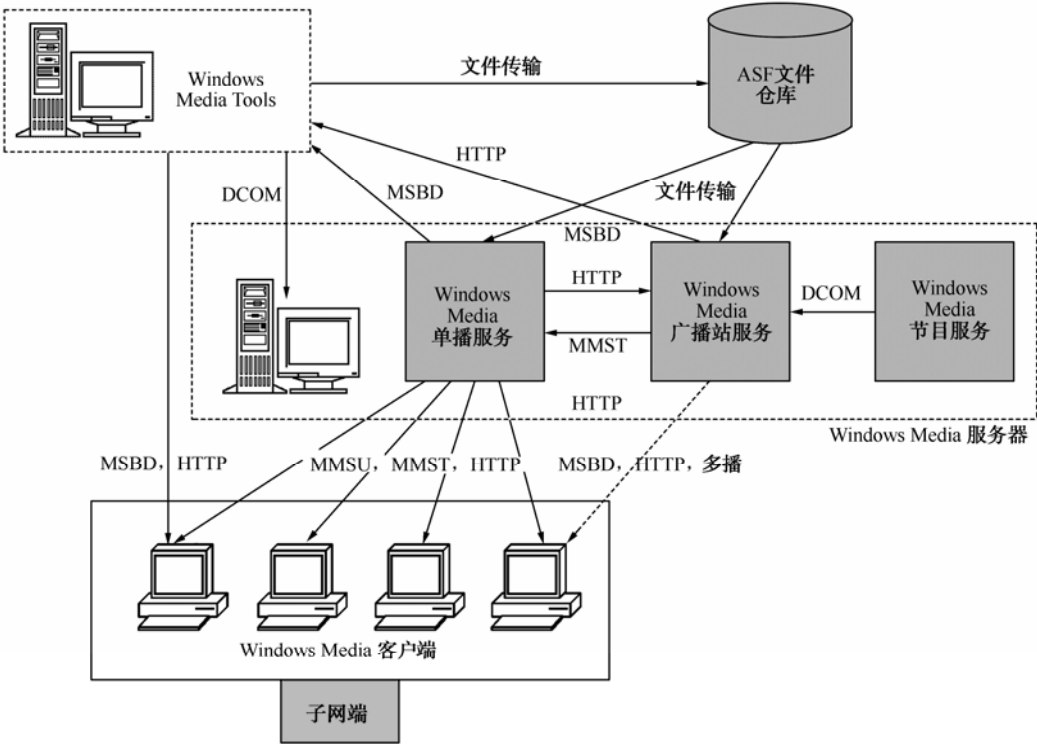 Windows
Media Tools
文件传输
ASF文件
仓库
HTTP
DCOM
MSBD
文件传输
MSBD
Windows
Media
单播服务
HTTP
MMST
Windows
Media
广播站服务
DCOM
Windows
Media
节目服务
HTTP
Windows Media 服务器
MSBD，HTTP
MMSU，MMST，HTTP
MSBD，HTTP，多播
Windows Media 客户端
子网端